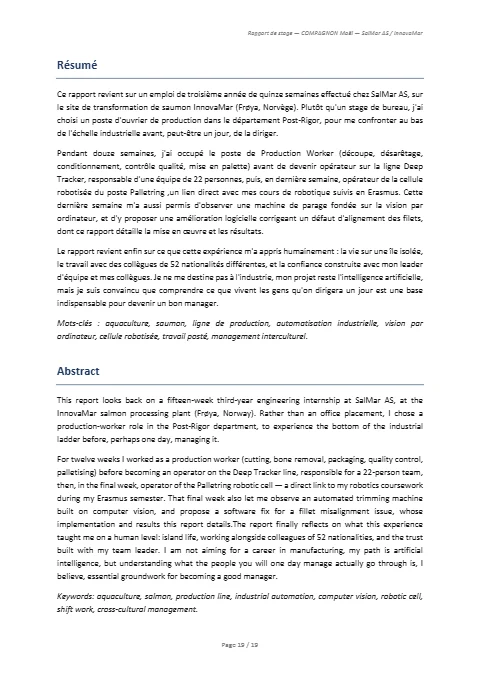 Rapport de stage — COMPAGNON Maël — SalMar AS / InnovaMar
Résumé
Ce rapport revient sur un emploi de troisième année de quinze semaines effectué chez SalMar AS, sur
le site de transformation de saumon InnovaMar (Frøya, Norvège). Plutôt qu'un stage de bureau, j'ai
choisi un poste d'ouvrier de production dans le département Post-Rigor, pour me confronter au bas
de l'échelle industrielle avant, peut-être un jour, de la diriger.
Pendant douze semaines, j'ai occupé le poste de Production Worker (découpe, désarêtage,
conditionnement, contrôle qualité, mise en palette) avant de devenir opérateur sur la ligne Deep
Tracker, responsable d'une équipe de 22 personnes, puis, en dernière semaine, opérateur de la cellule
robotisée du poste Palletring ,un lien direct avec mes cours de robotique suivis en Erasmus. Cette
dernière semaine m'a aussi permis d'observer une machine de parage fondée sur la vision par
ordinateur, et d'y proposer une amélioration logicielle corrigeant un défaut d'alignement des filets,
dont ce rapport détaille la mise en œuvre et les résultats.
Le rapport revient enfin sur ce que cette expérience m'a appris humainement : la vie sur une île isolée,
le travail avec des collègues de 52 nationalités différentes, et la confiance construite avec mon leader
d'équipe et mes collègues. Je ne me destine pas à l'industrie, mon projet reste l'intelligence artificielle,
mais je suis convaincu que comprendre ce que vivent les gens qu'on dirigera un jour est une base
indispensable pour devenir un bon manager.
Mots-clés : aquaculture, saumon, ligne de production, automatisation industrielle, vision par
ordinateur, cellule robotisée, travail posté, management interculturel.
Abstract
This report looks back on a fifteen-week third-year engineering internship at SalMar AS, at the
InnovaMar salmon processing plant (Frøya, Norway). Rather than an office placement, I chose a
production-worker role in the Post-Rigor department, to experience the bottom of the industrial
ladder before, perhaps one day, managing it.
For twelve weeks I worked as a production worker (cutting, bone removal, packaging, quality control,
palletising) before becoming an operator on the Deep Tracker line, responsible for a 22-person team,
then, in the final week, operator of the Palletring robotic cell — a direct link to my robotics coursework
during my Erasmus semester. That final week also let me observe an automated trimming machine
built on computer vision, and propose a software fix for a fillet misalignment issue, whose
implementation and results this report details.The report finally reflects on what this experience
taught me on a human level: island life, working alongside colleagues of 52 nationalities, and the trust
built with my team leader. I am not aiming for a career in manufacturing, my path is artificial
intelligence, but understanding what the people you will one day manage actually go through is, I
believe, essential groundwork for becoming a good manager.
Keywords: aquaculture, salmon, production line, industrial automation, computer vision, robotic cell,
shift work, cross-cultural management.
Page 19 / 19